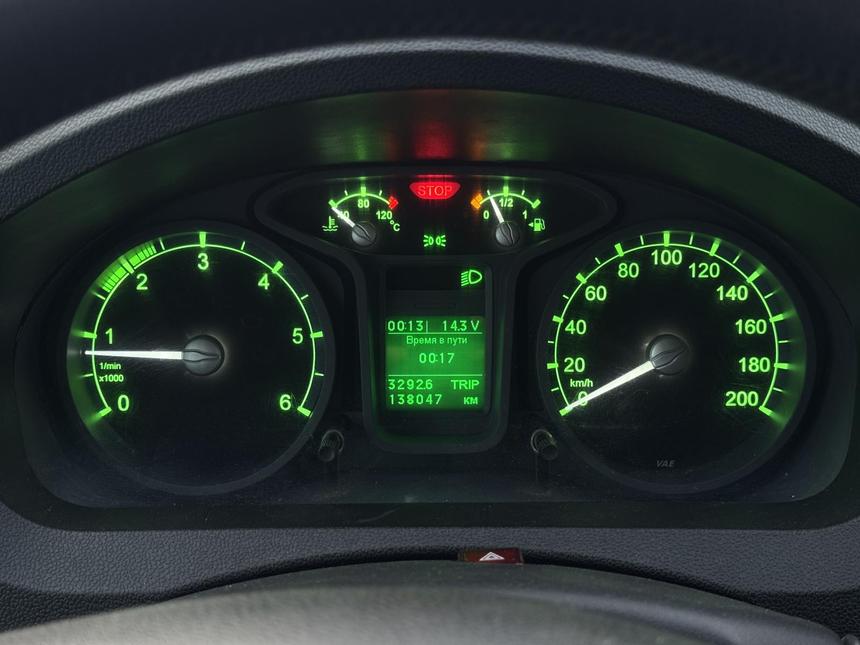 STOP
40 80 120 °C
0 1/2 1
0 1 2 3 4 5 6
1/min
x1000
00:13 14.3 V
Время в пути
00:17
3292.6 TRIP
138047 км
0 20 40 60 80 100 120 140 160 180 200
km/h
VAE